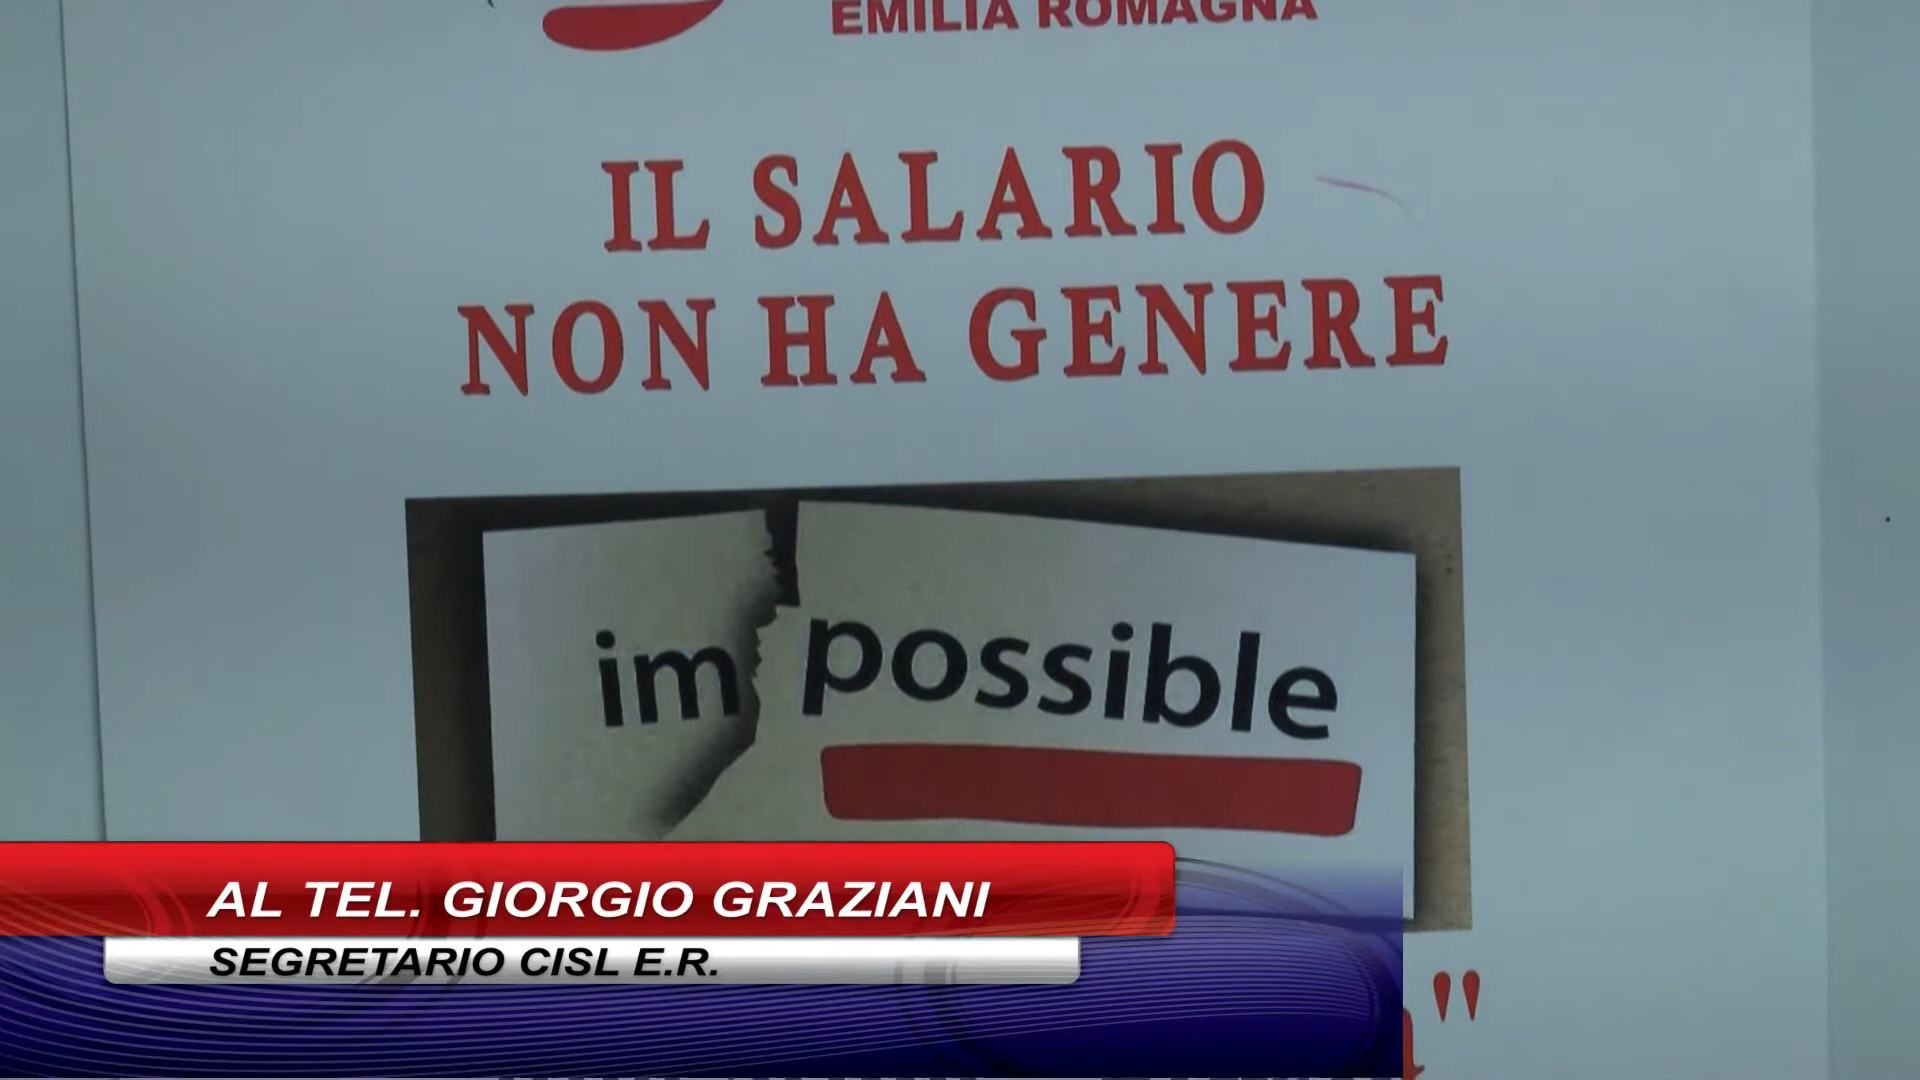 EMILIA ROMAGNA
IL SALARIO
NON HA GENERE
im possible
AL TEL. GIORGIO GRAZIANI
SEGRETARIO CISL E.R.
"